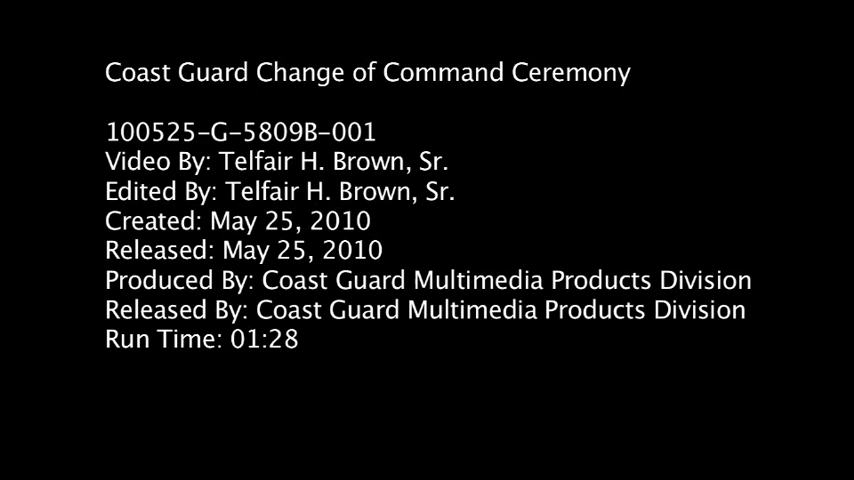 Coast Guard Change of Command Ceremony
100525-G-5809B-001
Video By: Telfair H. Brown, Sr.
Edited By: Telfair H. Brown, Sr.
Created: May 25, 2010
Released: May 25, 2010
Produced By: Coast Guard Multimedia Products Division
Released By: Coast Guard Multimedia Products Division
Run Time: 01:28